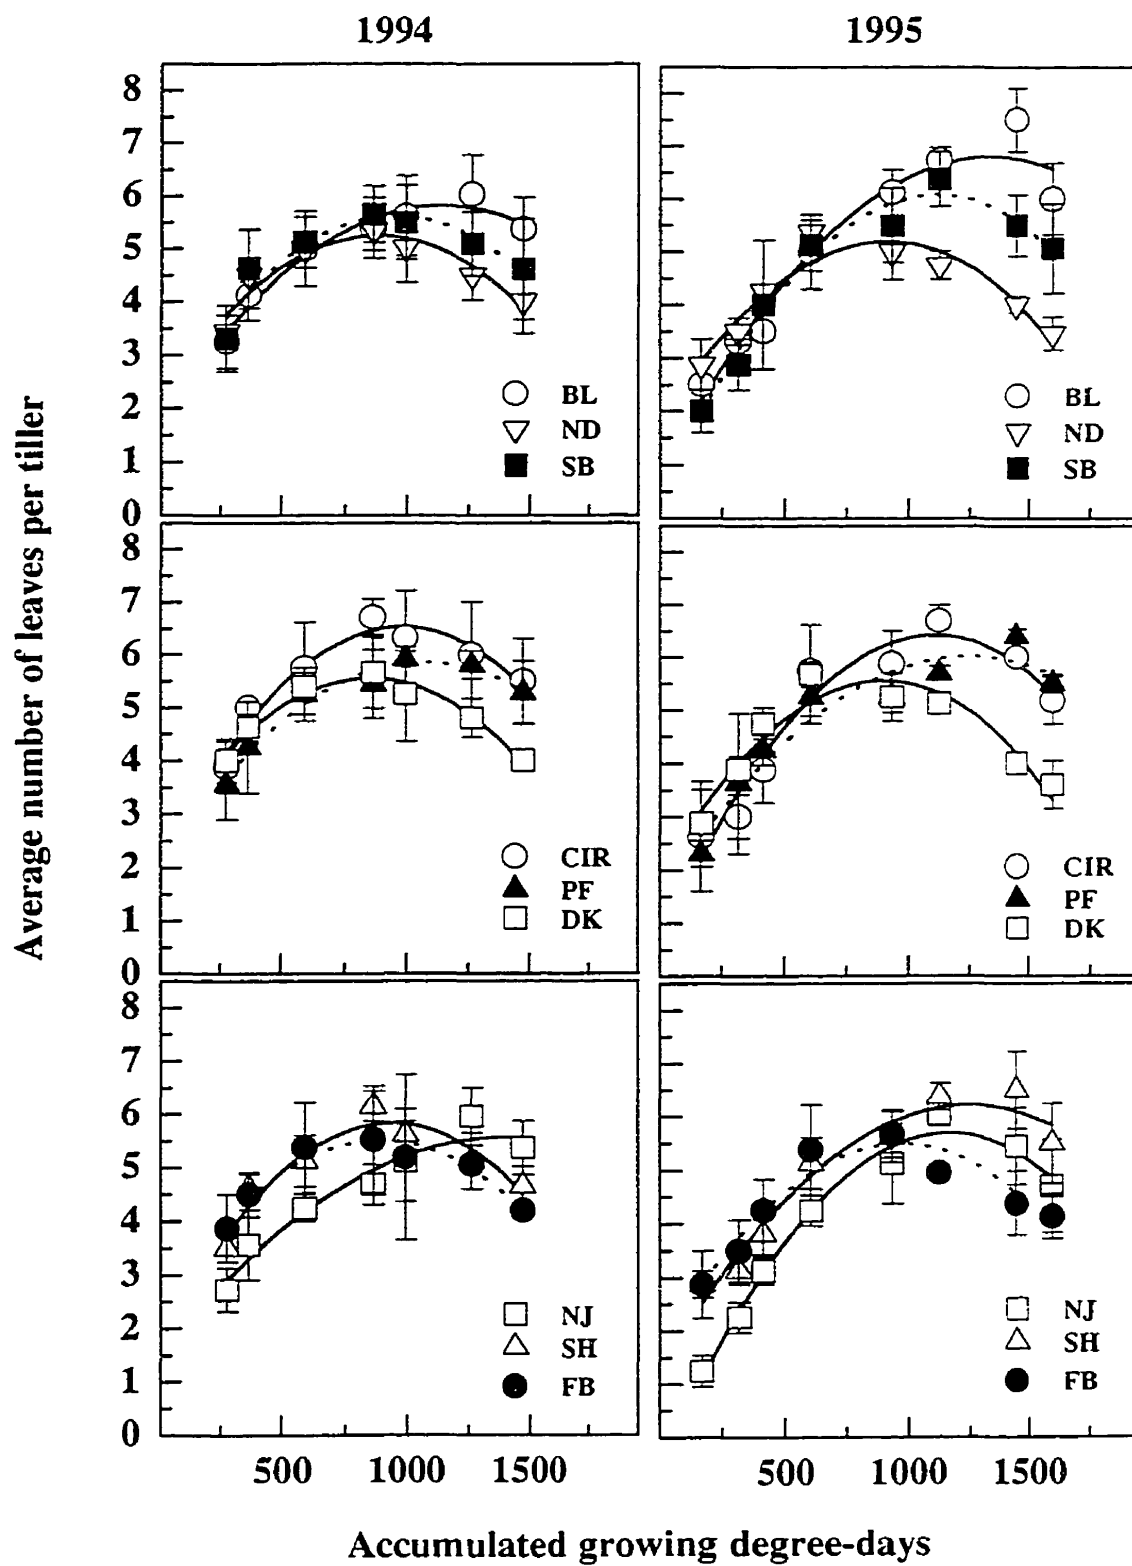 1994 1995
8
7
6
5
4
3
2
1
0
BL
ND
SB
BL
ND
SB
8
7
6
5
4
3
2
1
0
CIR
PF
DK
CIR
PF
DK
8
7
6
5
4
3
2
1
0
NJ
SH
FB
NJ
SH
FB
500 1000 1500 500 1000 1500
Average number of leaves per tiller
Accumulated growing degree-days